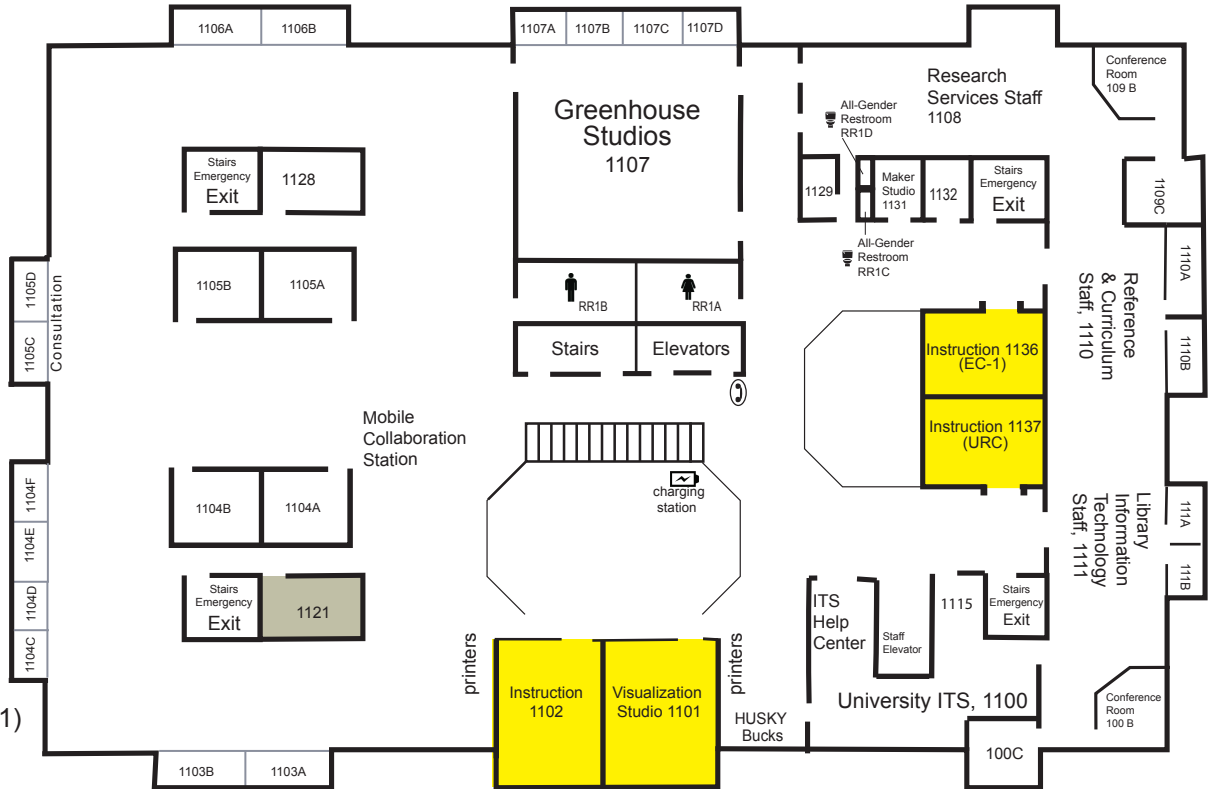 1106A
1106B
1107A
1107B
1107C
1107D
Greenhouse
Studios
1107
Research
Services Staff
1108
Conference
Room
109 B
All-Gender
Restroom
RR1D
Stairs
Emergency
Exit
1128
1129
Maker
Studio
1131
1132
Stairs
Emergency
Exit
1109C
All-Gender
Restroom
RR1C
1105D
1105C
Consultation
1105B
1105A
RR1B
RR1A
Stairs
Elevators
1110A
1110B
Reference
& Curriculum
Staff, 1110
Instruction 1136
(EC-1)
Instruction 1137
(URC)
Mobile
Collaboration
Station
charging
station
1104F
1104E
1104D
1104C
1104B
1104A
Library
Information
Technology
Staff, 1111
111A
111B
Stairs
Emergency
Exit
1121
ITS
Help
Center
Staff
Elevator
1115
Stairs
Emergency
Exit
printers
Instruction
1102
Visualization
Studio 1101
printers
HUSKY
Bucks
University ITS, 1100
Conference
Room
100 B
100C
1)
1103B
1103A